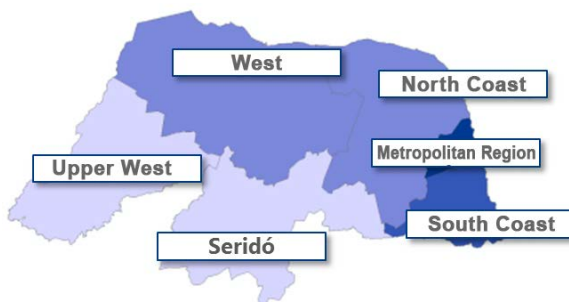 West
North Coast
Metropolitan Region
Upper West
South Coast
Seridó